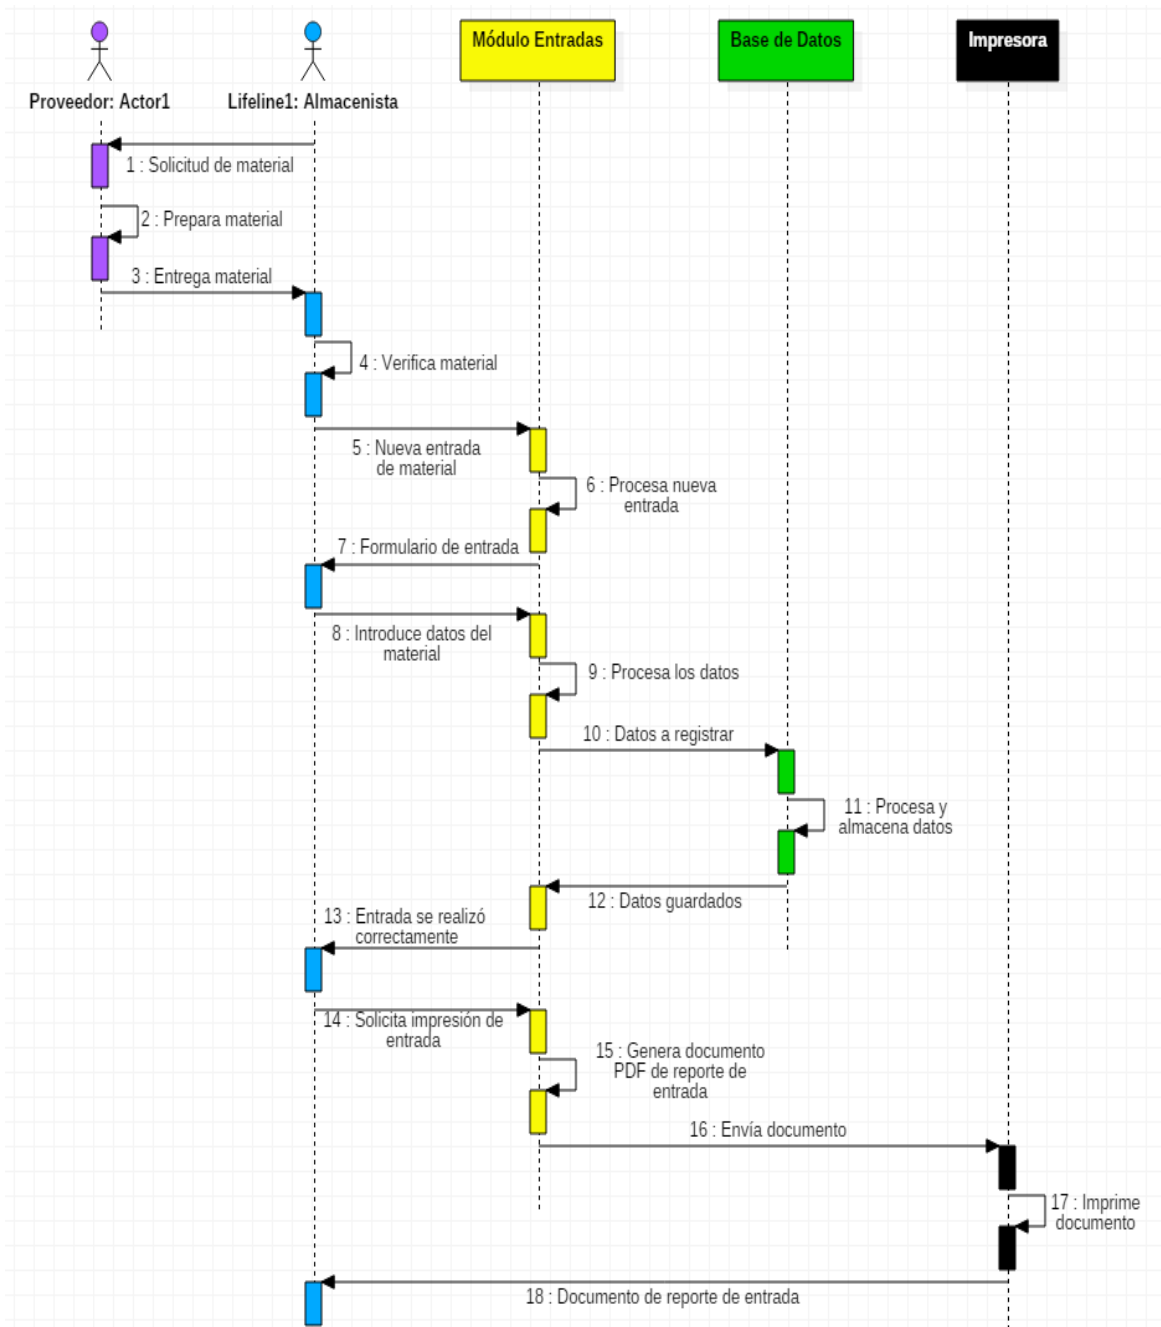 Módulo Entradas
Base de Datos
Impresora
Proveedor: Actor1
Lifeline1: Almacenista
1 : Solicitud de material
2 : Prepara material
3 : Entrega material
4 : Verifica material
5 : Nueva entrada
de material
6 : Procesa nueva
entrada
7 : Formulario de entrada
8 : Introduce datos del
material
9 : Procesa los datos
10 : Datos a registrar
11 : Procesa y
almacena datos
12 : Datos guardados
13 : Entrada se realizó
correctamente
14 : Solicita impresión de
entrada
15 : Genera documento
PDF de reporte de
entrada
16 : Envía documento
17 : Imprime
documento
18 : Documento de reporte de entrada